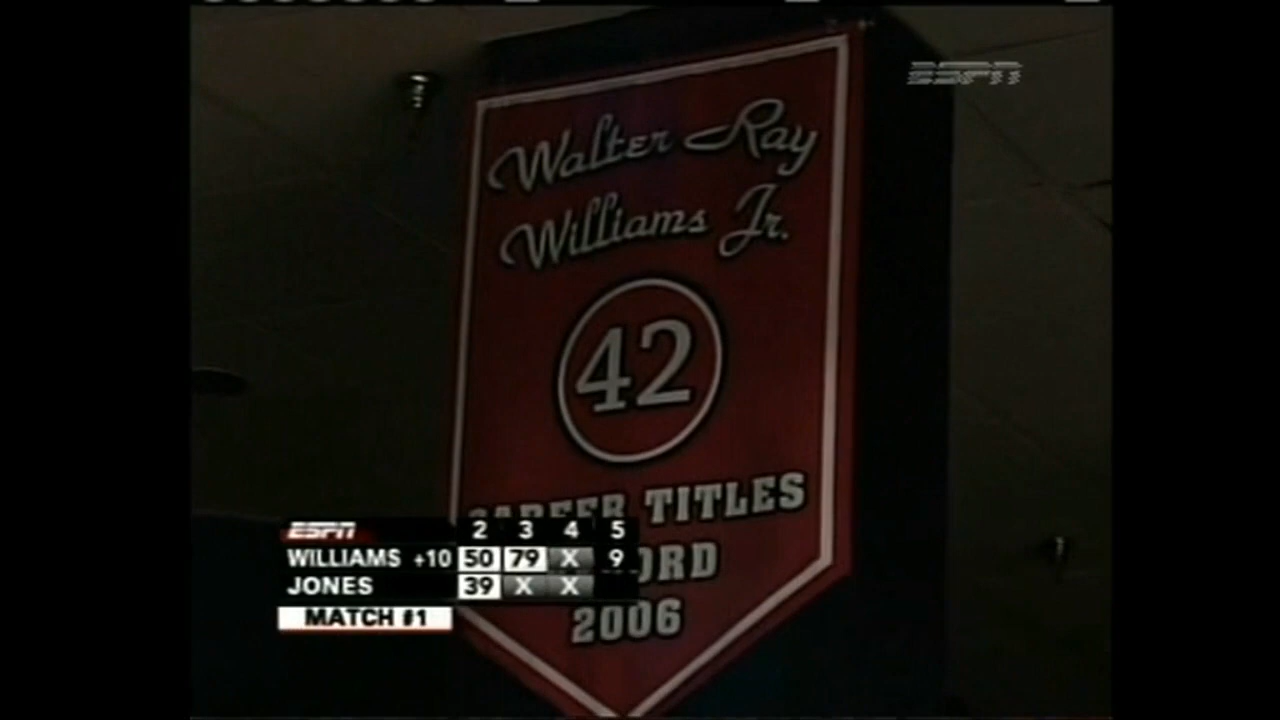 ESPN
Walter Ray
Williams Jr.
42
CAREER TITLES
ORD
2006
ESPN 2 3 4 5
WILLIAMS +10 50 79 X 9
JONES 39 X X
MATCH #1